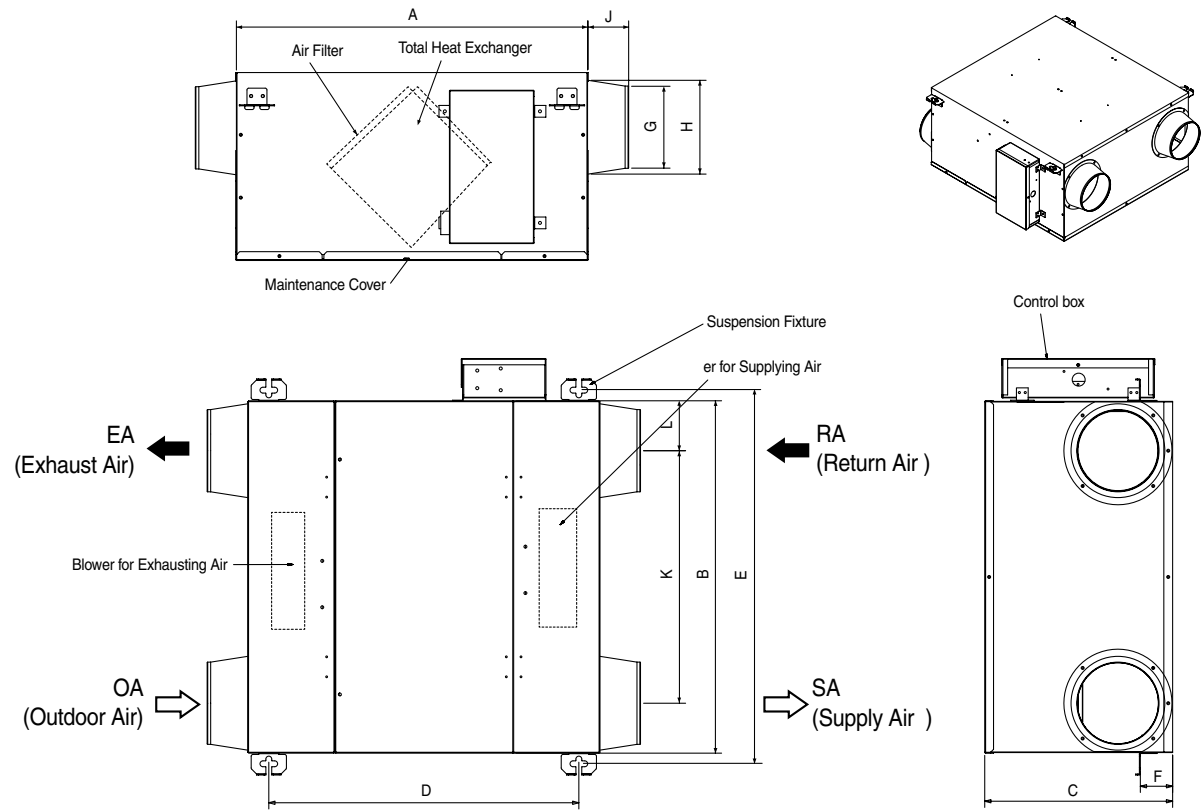 A
J
Air Filter
Total Heat Exchanger
G
H
Maintenance Cover
Suspension Fixture
er for Supplying Air
Control box
EA
(Exhaust Air)
L
RA
(Return Air )
Blower for Exhausting Air
K
B
E
OA
(Outdoor Air)
SA
(Supply Air )
D
C
F